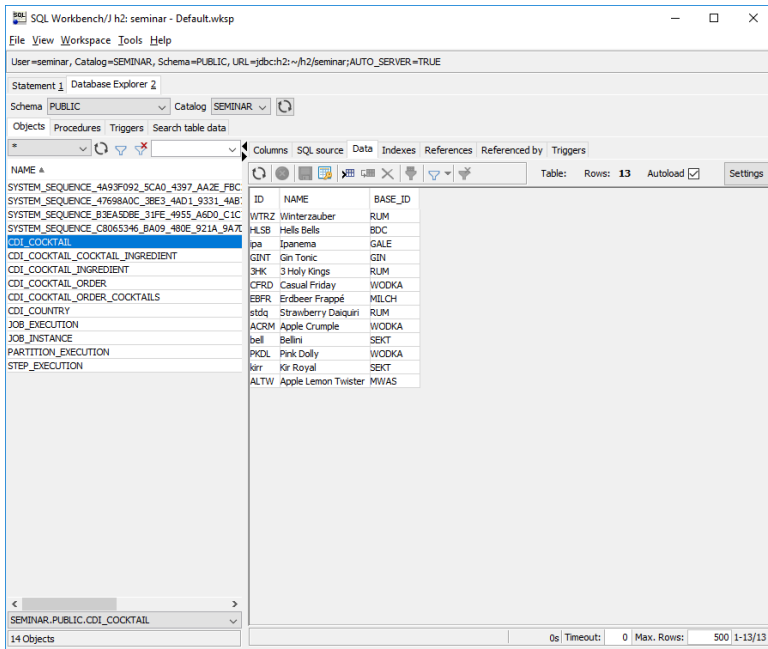 SQL Workbench/J h2: seminar - Default.wksp
File View Workspace Tools Help
User=seminar, Catalog=SEMINAR, Schema=PUBLIC, URL=jdbc:h2:~/h2/seminar;AUTO_SERVER=TRUE
Statement 1 Database Explorer 2
Schema PUBLIC Catalog SEMINAR
Objects Procedures Triggers Search table data
*
NAME
SYSTEM_SEQUENCE_4A93F092_5CA0_4397_AA2E_FBC
SYSTEM_SEQUENCE_47698A0C_3BE3_4AD1_9331_4AB
SYSTEM_SEQUENCE_B3EA5DBE_31FE_4955_A6D0_C1C
SYSTEM_SEQUENCE_C8065346_BA09_480E_921A_9A7D
CDI_COCKTAIL
CDI_COCKTAIL_COCKTAIL_INGREDIENT
CDI_COCKTAIL_INGREDIENT
CDI_COCKTAIL_ORDER
CDI_COCKTAIL_ORDER_COCKTAILS
CDI_COUNTRY
JOB_EXECUTION
JOB_INSTANCE
PARTITION_EXECUTION
STEP_EXECUTION
SEMINAR.PUBLIC.CDI_COCKTAIL
14 Objects
Columns SQL source Data Indexes References Referenced by Triggers
Table: Rows: 13 Autoload Settings
ID NAME BASE_ID
WTRZ Winterzauber RUM
HLSB Hells Bells BDC
ipa Ipanema GALE
GINT Gin Tonic GIN
3HK 3 Holy Kings RUM
CFRD Casual Friday WODKA
EBFR Erdbeer Frappé MILCH
stdq Strawberry Daiquiri RUM
ACRM Apple Crumple WODKA
bell Bellini SEKT
PKDL Pink Dolly WODKA
kirr Kir Royal SEKT
ALTW Apple Lemon Twister MWAS
0s Timeout: 0 Max. Rows: 500 1-13/13